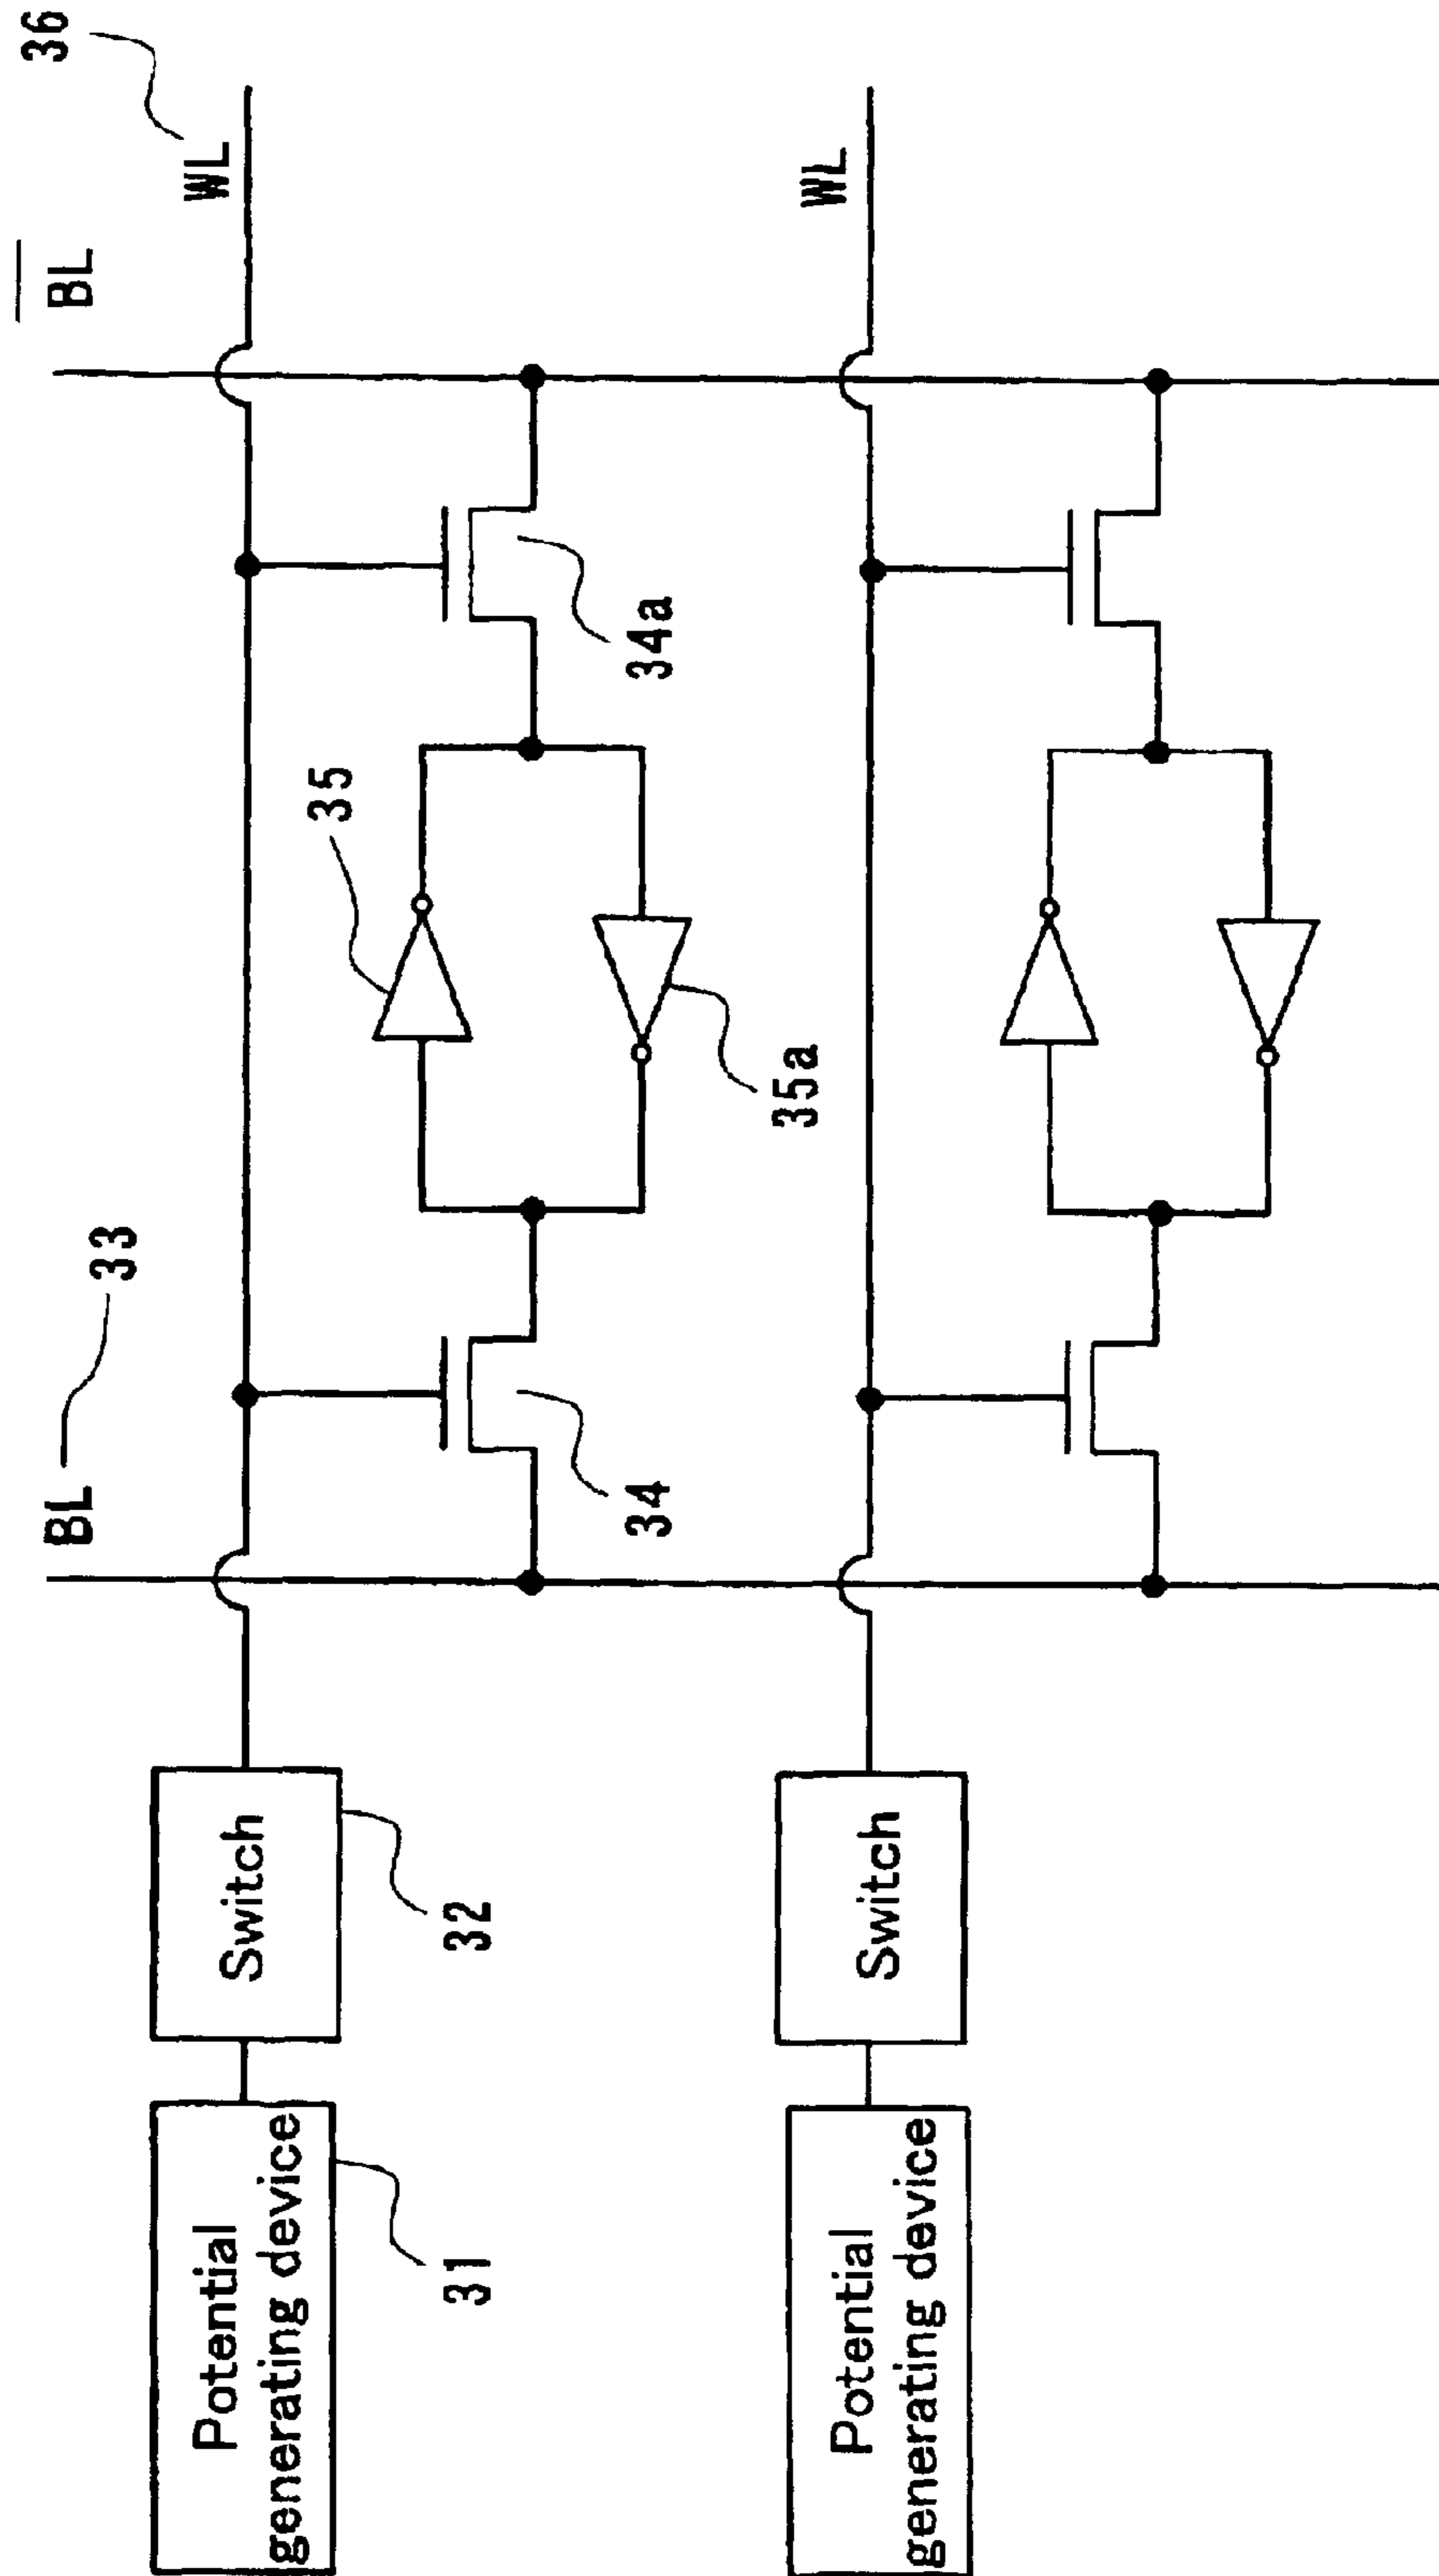 36
WL
BL
BL
33
34a
35
35a
34
Switch
32
Potential
generating device
31
WL
Switch
Potential
generating device